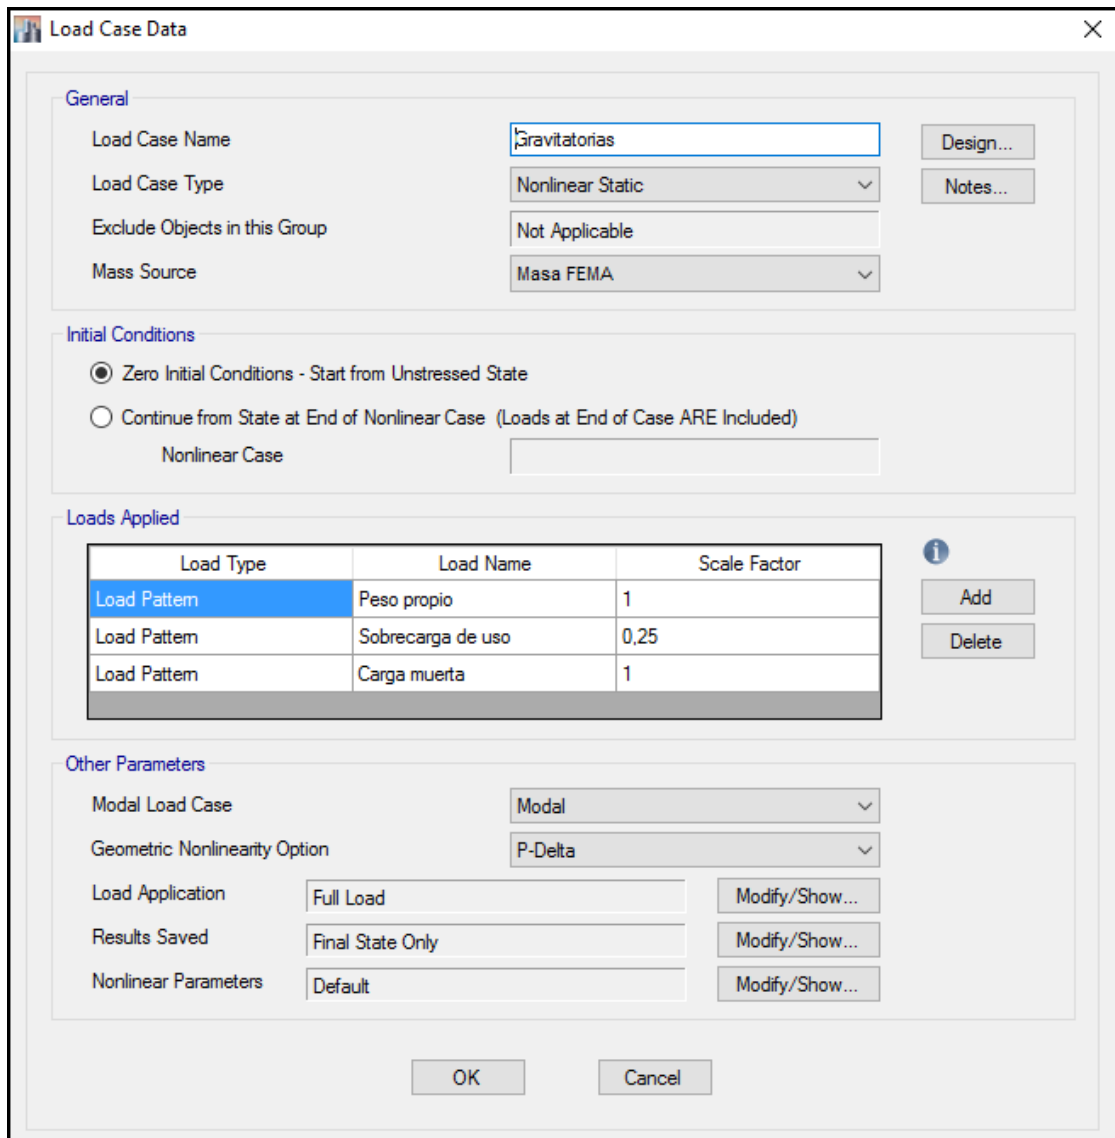 Load Case Data
General
Load Case Name Gravitatorias Design...
Load Case Type Nonlinear Static Notes...
Exclude Objects in this Group Not Applicable
Mass Source Masa FEMA
Initial Conditions
Zero Initial Conditions - Start from Unstressed State
Continue from State at End of Nonlinear Case (Loads at End of Case ARE Included)
Nonlinear Case
Loads Applied
Load Type Load Name Scale Factor
Load Pattern Peso propio 1 Add
Load Pattern Sobrecarga de uso 0,25 Delete
Load Pattern Carga muerta 1
Other Parameters
Modal Load Case Modal
Geometric Nonlinearity Option P-Delta
Load Application Full Load Modify/Show...
Results Saved Final State Only Modify/Show...
Nonlinear Parameters Default Modify/Show...
OK Cancel